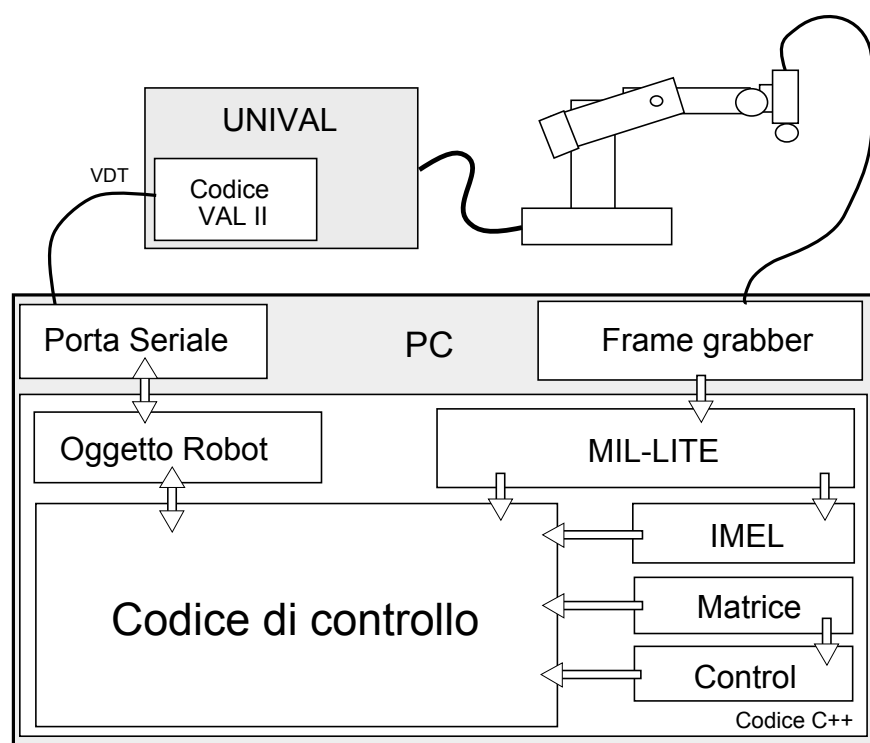 UNIVAL
VDT
Codice
VAL II
Porta Seriale
PC
Frame grabber
Oggetto Robot
MIL-LITE
IMEL
Codice di controllo
Matrice
Control
Codice C++